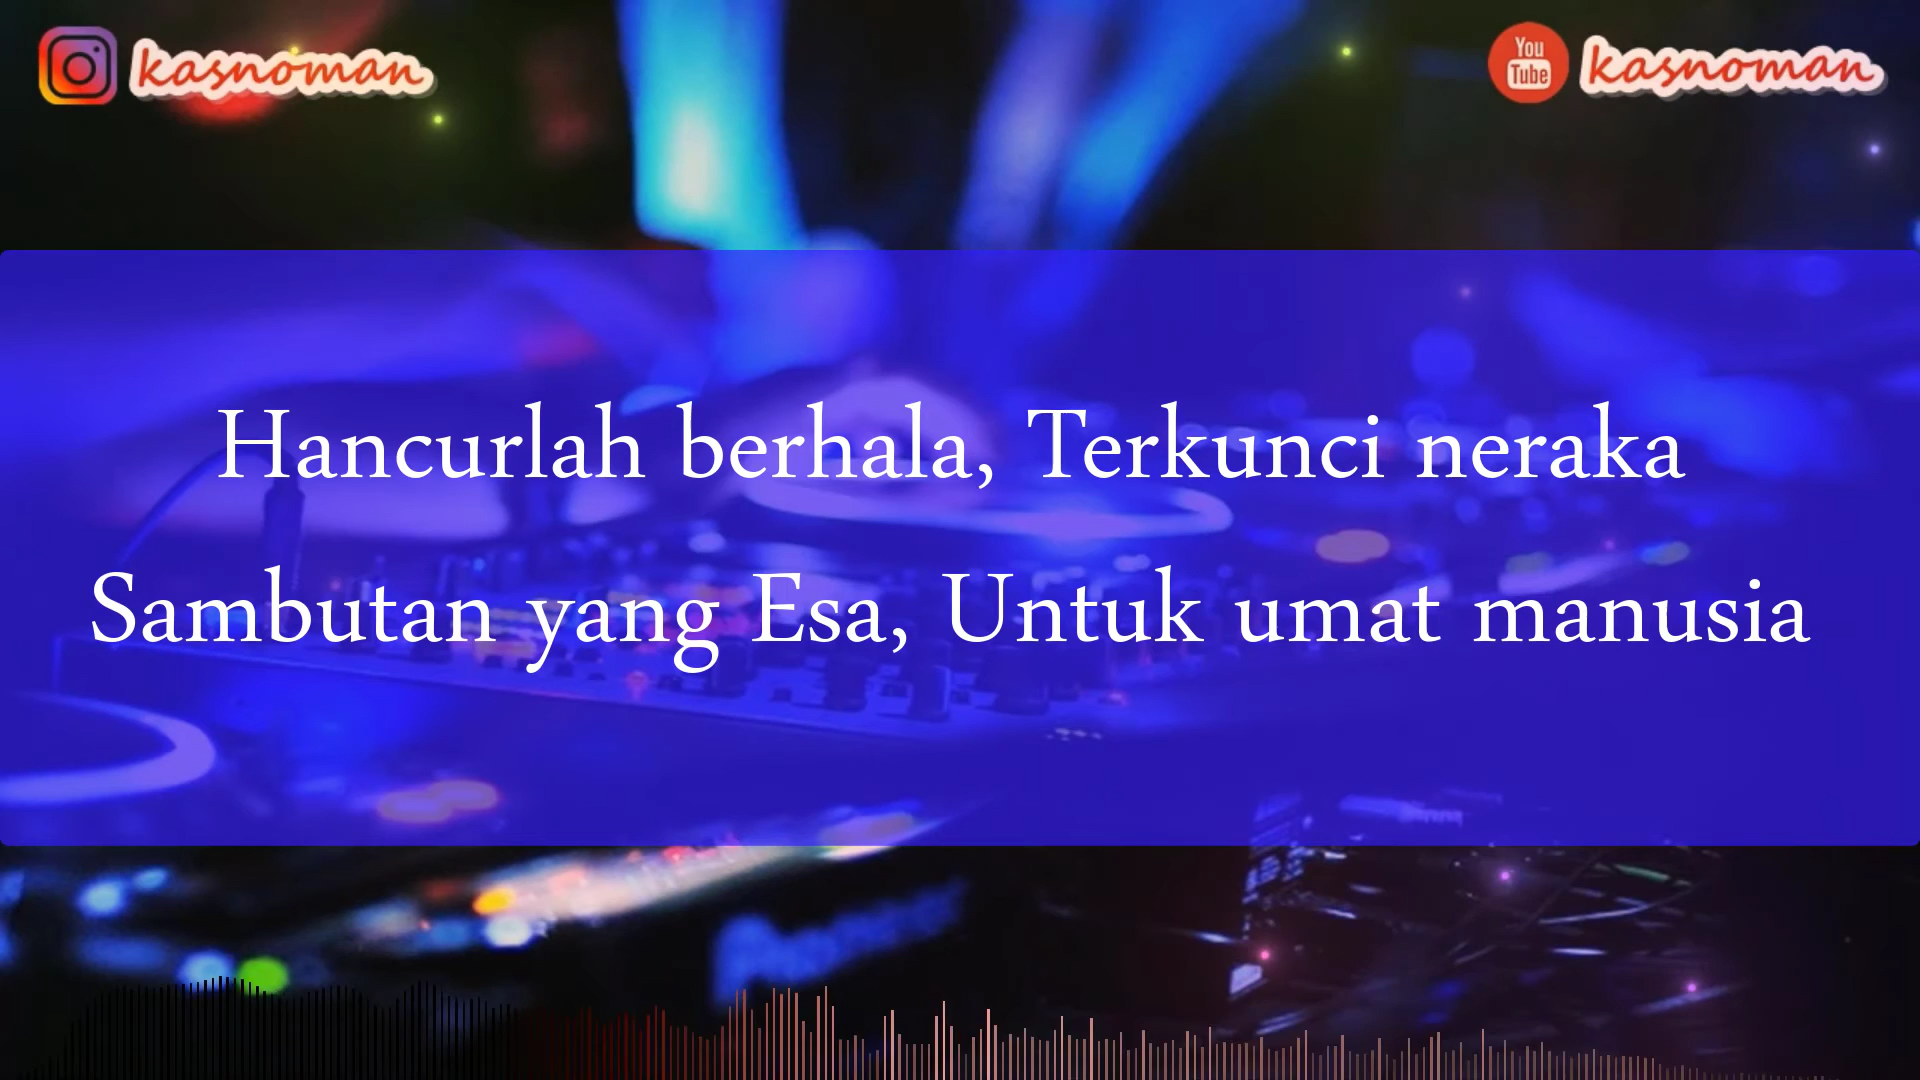 kasnoman
You
Tube
kasnoman
Hancurlah berhala, Terkunci neraka
Sambutan yang Esa, Untuk umat manusia